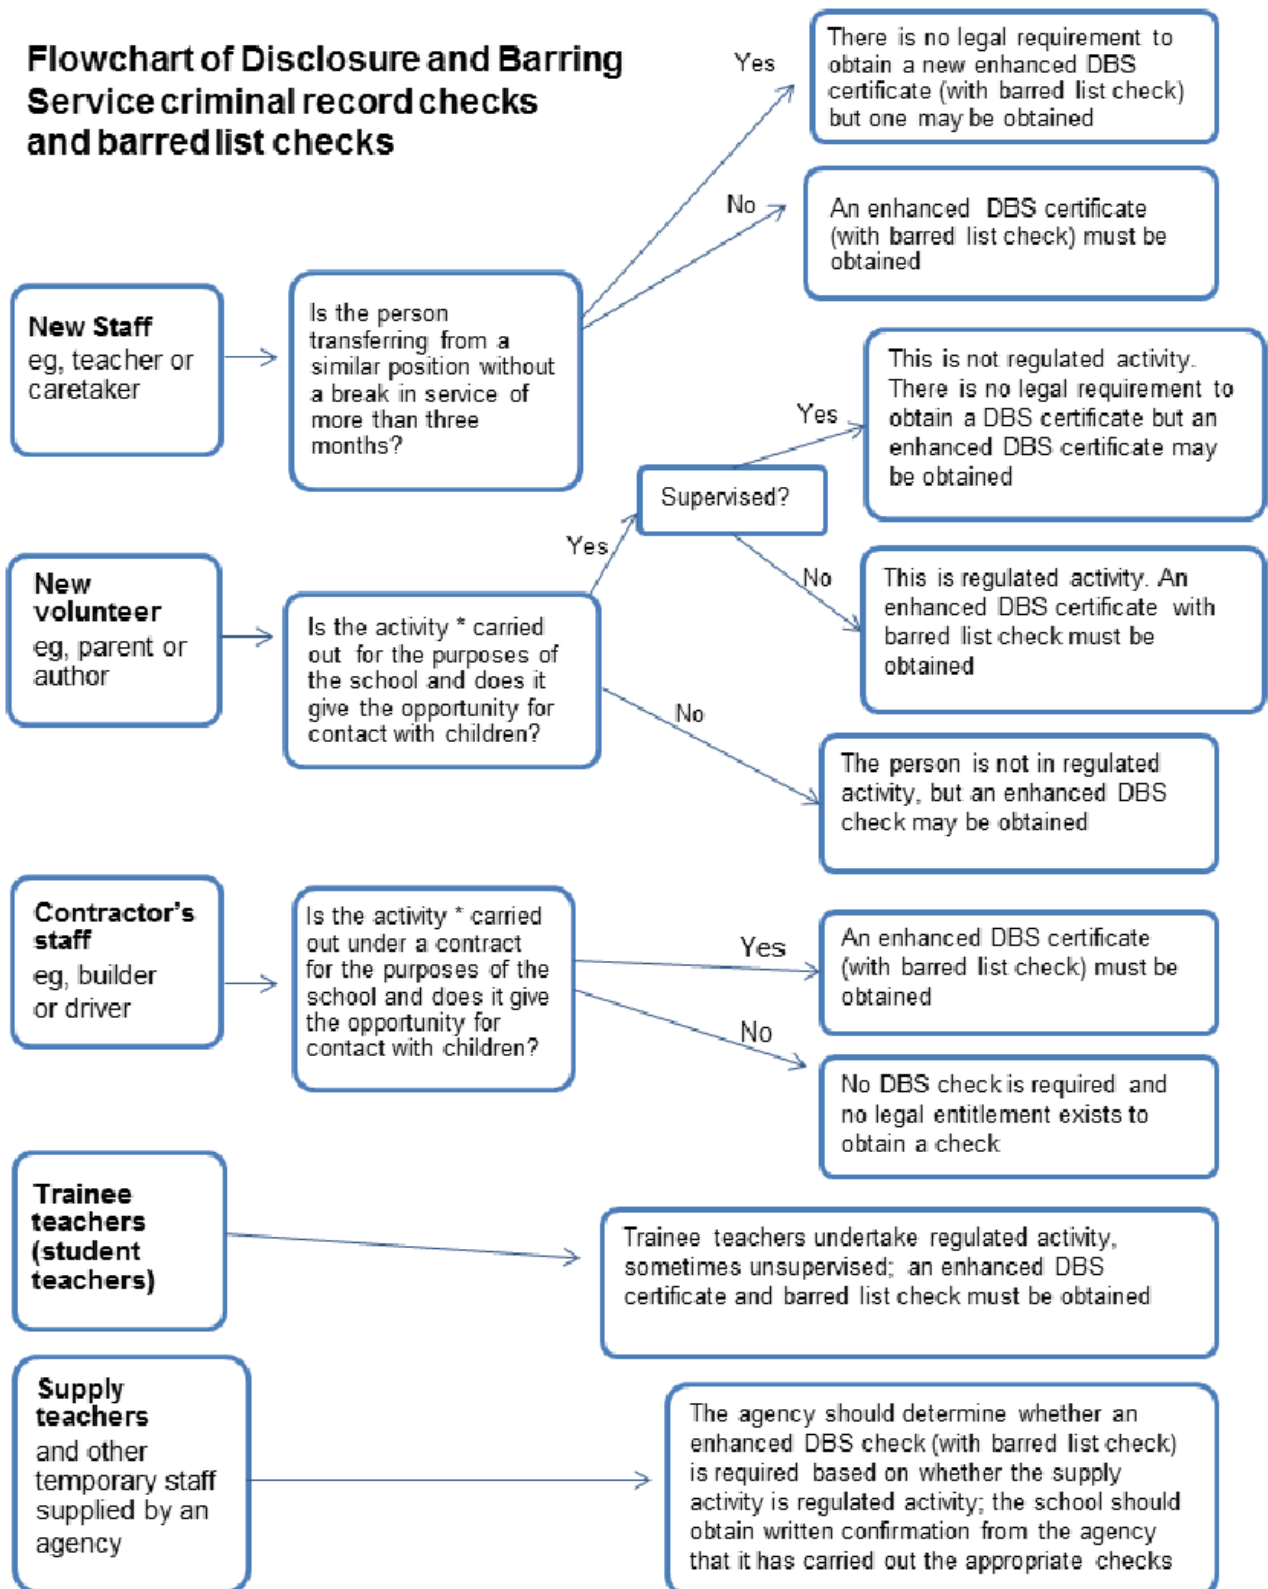 Flowchart of Disclosure and Barring
Service criminal record checks
and barred list checks
Yes
There is no legal requirement to
obtain a new enhanced DBS
certificate (with barred list check)
but one may be obtained
No
An enhanced DBS certificate
(with barred list check) must be
obtained
New Staff
eg, teacher or
caretaker
Is the person
transferring from a
similar position without
a break in service of
more than three
months?
This is not regulated activity.
There is no legal requirement to
obtain a DBS certificate but an
enhanced DBS certificate may
be obtained
Yes
Supervised?
Yes
No
This is regulated activity. An
enhanced DBS certificate with
barred list check must be
obtained
New
volunteer
eg, parent or
author
Is the activity * carried
out for the purposes of
the school and does it
give the opportunity for
contact with children?
No
The person is not in regulated
activity, but an enhanced DBS
check may be obtained
Contractor's
staff
eg, builder
or driver
Is the activity * carried
out under a contract
for the purposes of the
school and does it give
the opportunity for
contact with children?
Yes
An enhanced DBS certificate
(with barred list check) must be
obtained
No
No DBS check is required and
no legal entitlement exists to
obtain a check
Trainee
teachers
(student
teachers)
Trainee teachers undertake regulated activity,
sometimes unsupervised; an enhanced DBS
certificate and barred list check must be obtained
Supply
teachers
and other
temporary staff
supplied by an
agency
The agency should determine whether an
enhanced DBS check (with barred list check)
is required based on whether the supply
activity is regulated activity; the school should
obtain written confirmation from the agency
that it has carried out the appropriate checks